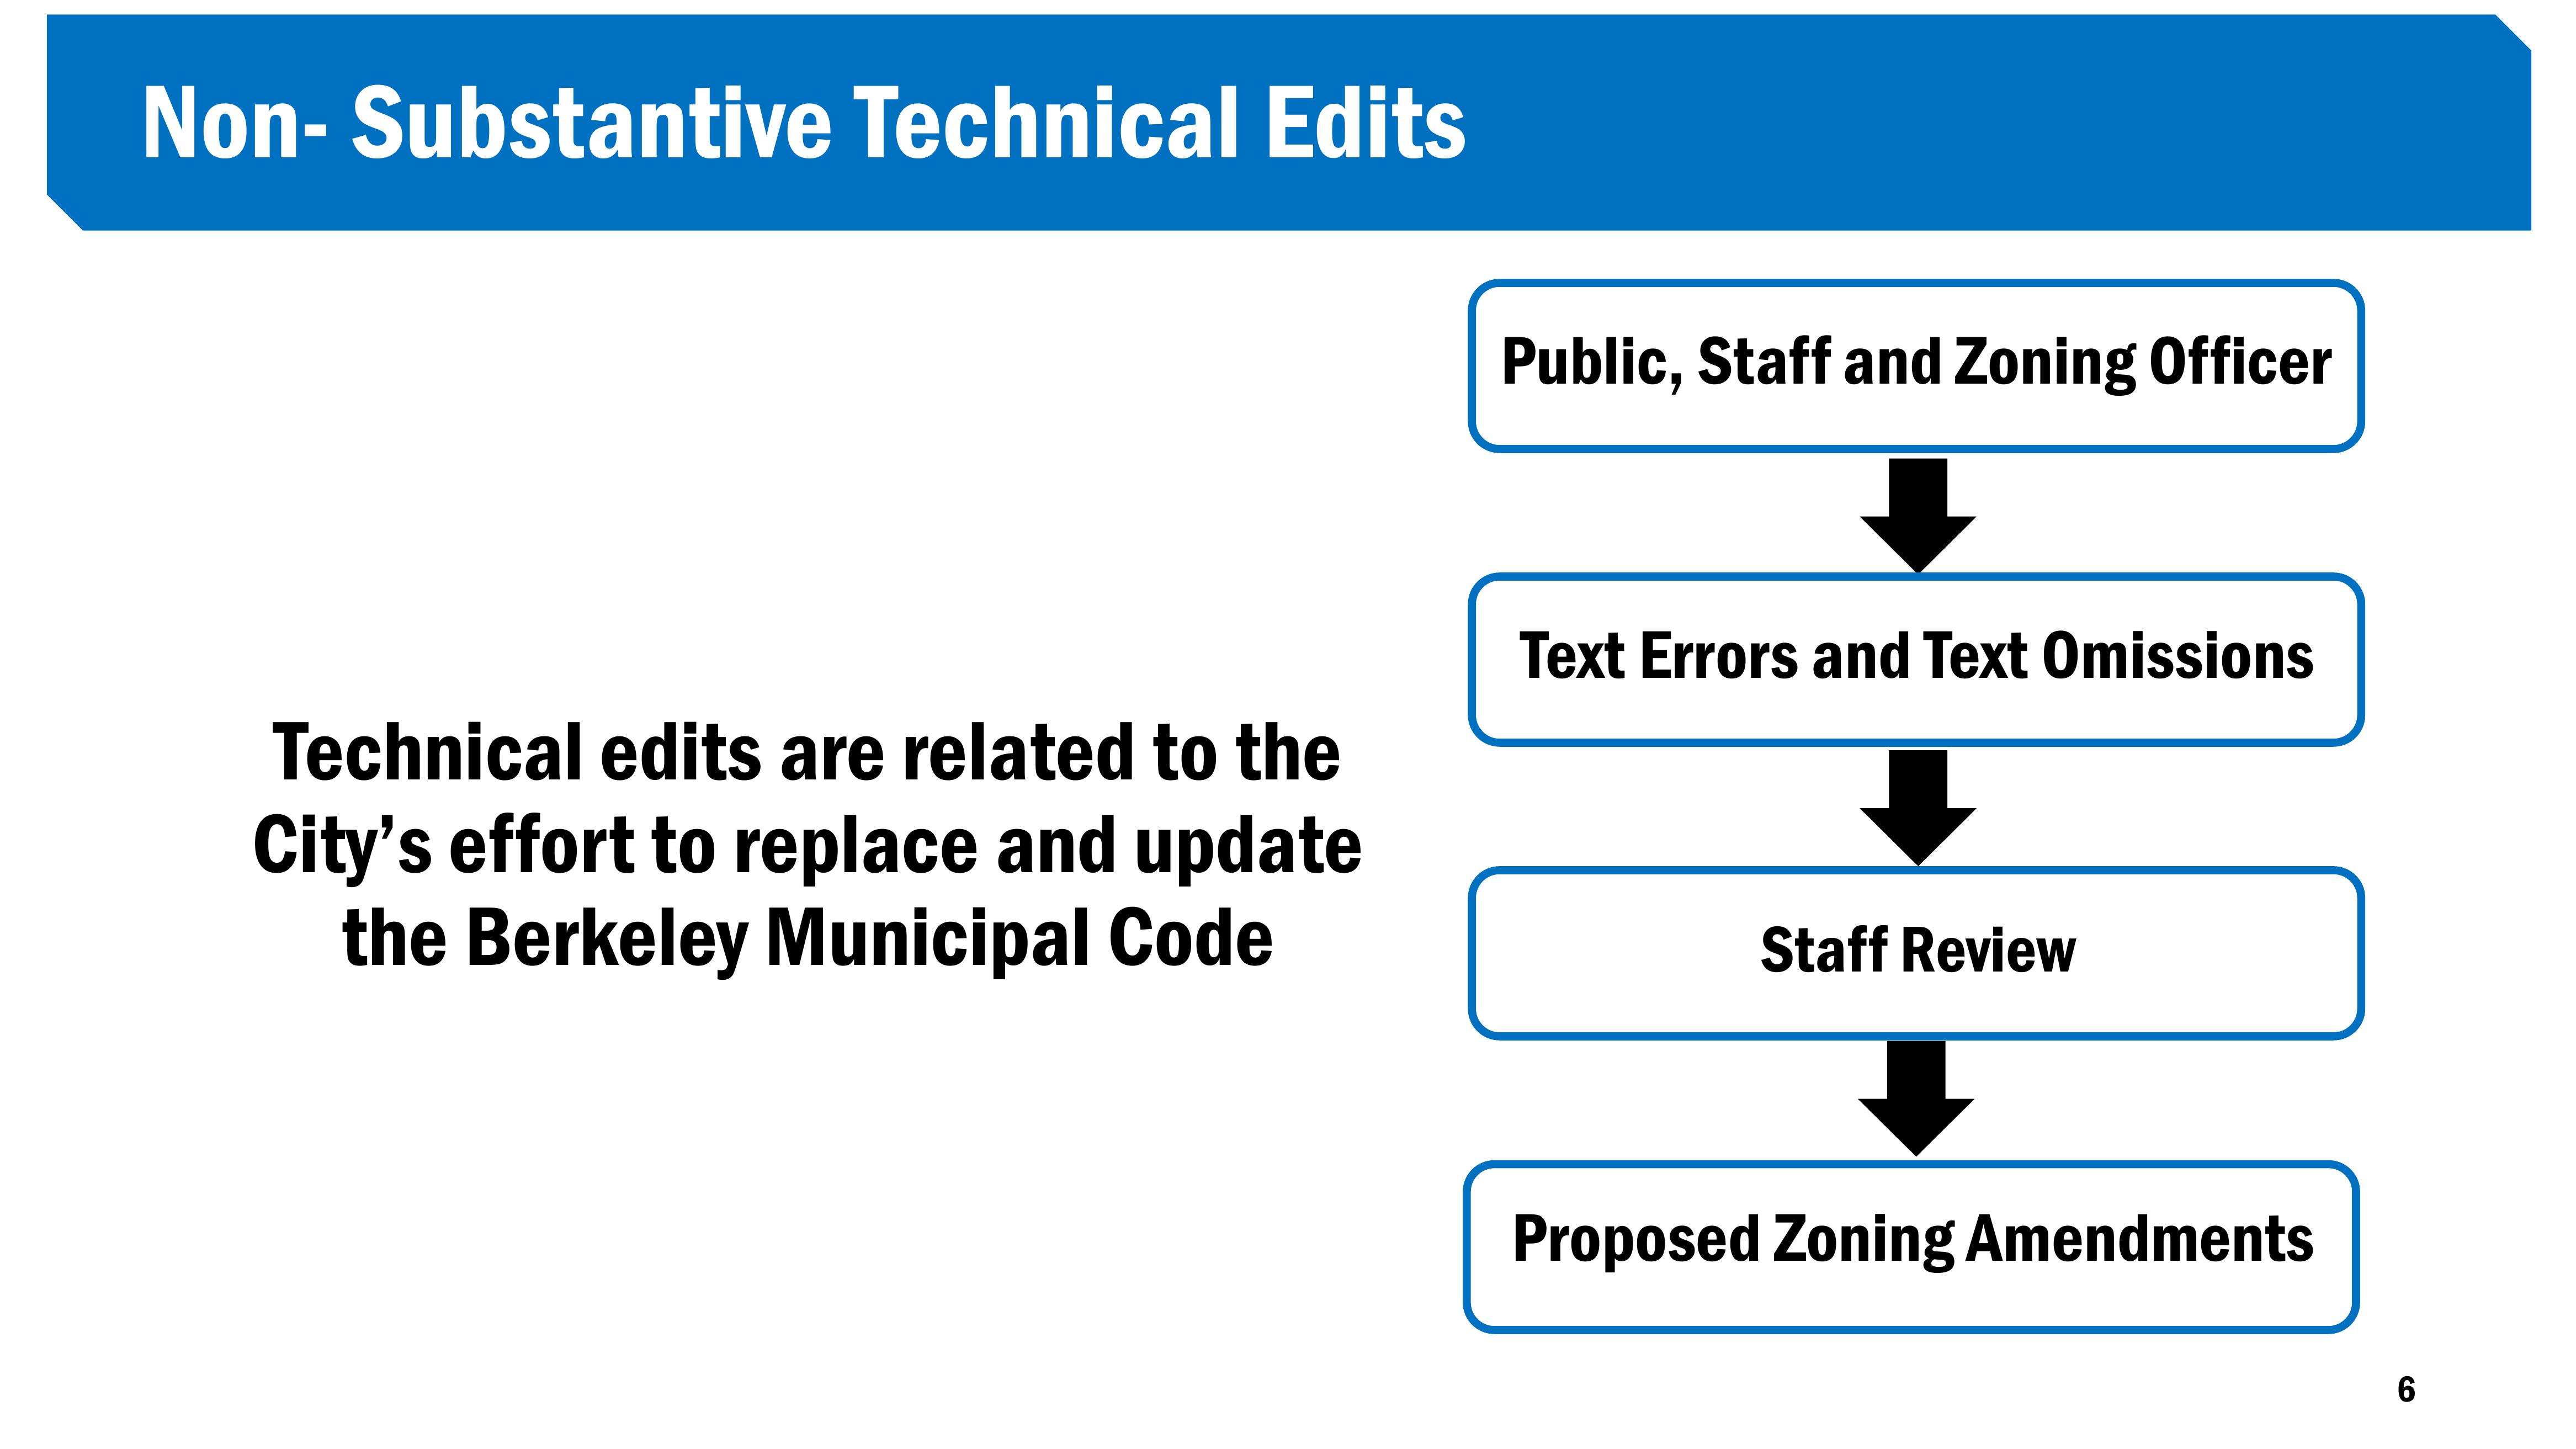 Non- Substantive Technical Edits
Technical edits are related to the
City’s effort to replace and update
the Berkeley Municipal Code
Public, Staff and Zoning Officer
Text Errors and Text Omissions
Staff Review
Proposed Zoning Amendments
6